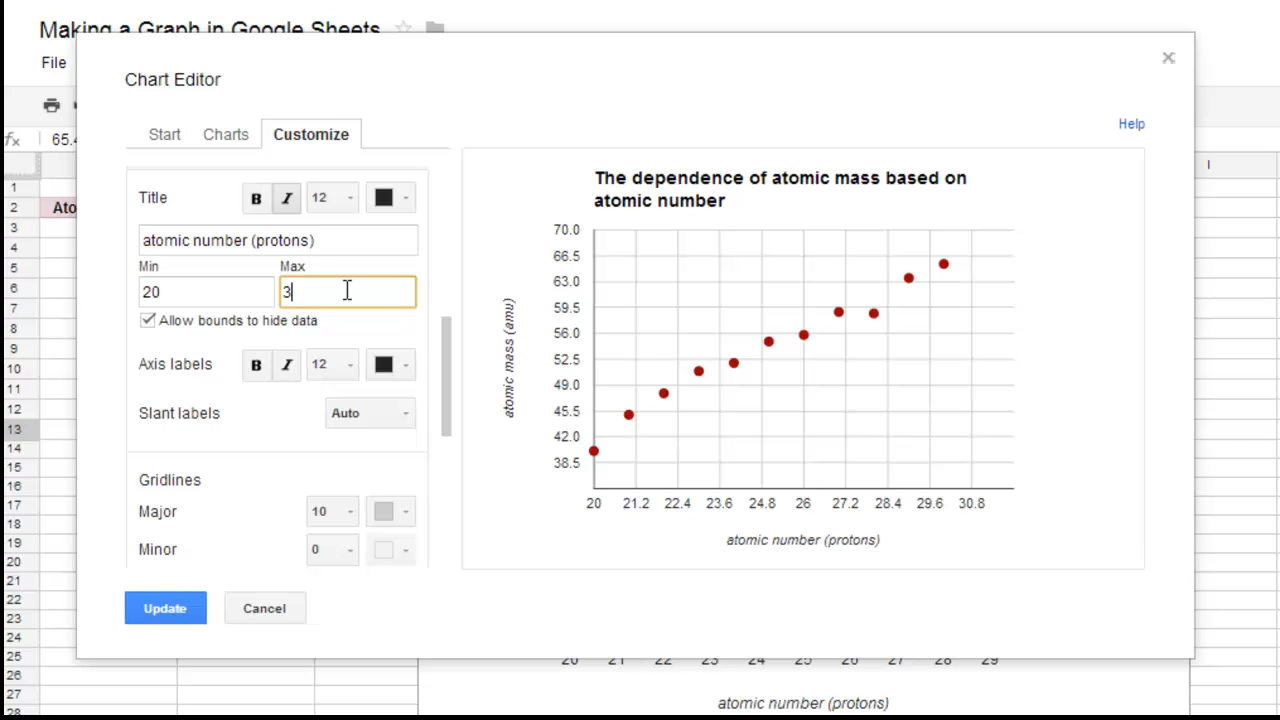 Making a Graph in Google Sheets
File
Chart Editor
Start Charts Customize
Help
fx 65.4
I
Title B I 12
atomic number (protons)
Min Max
20 3
Allow bounds to hide data
Axis labels B I 12
Slant labels Auto
Gridlines
Major 10
Minor 0
Update Cancel
The dependence of atomic mass based on
atomic number
70.0
66.5
63.0
59.5
56.0
52.5
49.0
45.5
42.0
38.5
atomic mass (amu)
20 21.2 22.4 23.6 24.8 26 27.2 28.4 29.6 30.8
atomic number (protons)
1
2 Ato
3
4
5
6
7
8
9
10
11
12
13
14
15
16
17
18
19
20
21
22
23
24
25
26
27
28
20 21 22 23 24 25 26 27 28 29
atomic number (protons)